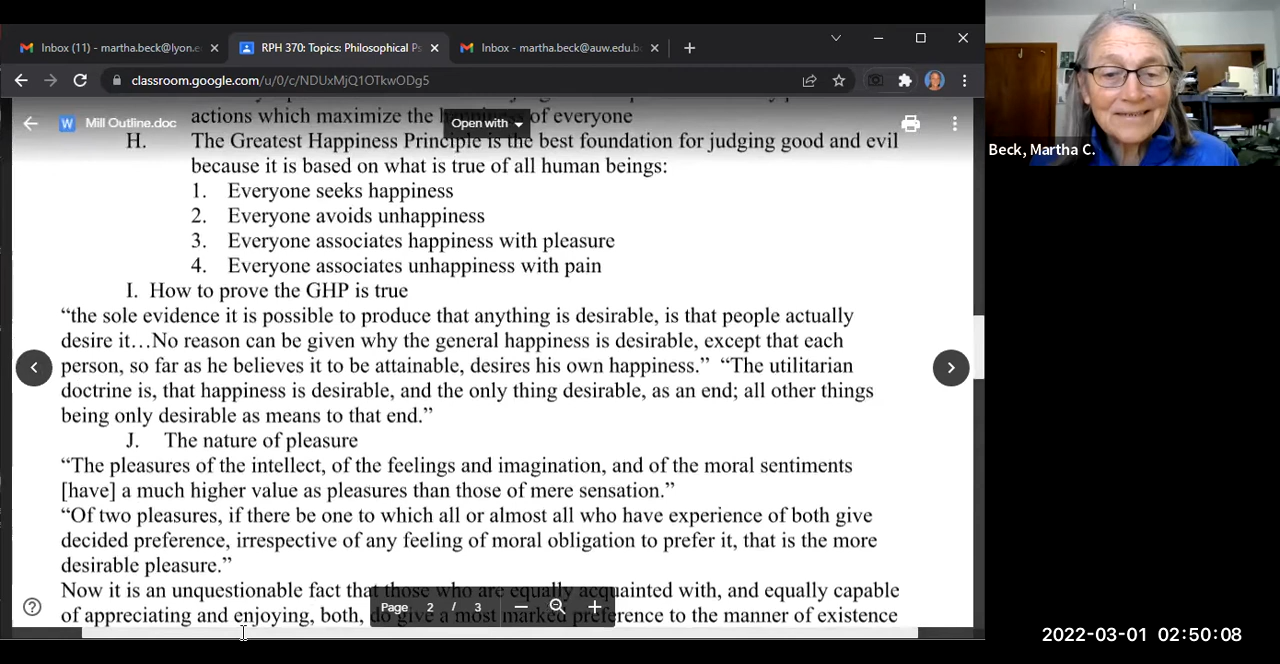 Inbox (11) - martha.beck@lyon.e
RPH 370: Topics: Philosophical Ps
Inbox - martha.beck@auw.edu.b
classroom.google.com/u/0/c/NDUxMjQ1OTkwODg5
Mill Outline.doc
Open with
actions which maximize the happiness of everyone
H. The Greatest Happiness Principle is the best foundation for judging good and evil
because it is based on what is true of all human beings:
1. Everyone seeks happiness
2. Everyone avoids unhappiness
3. Everyone associates happiness with pleasure
4. Everyone associates unhappiness with pain
I. How to prove the GHP is true
“the sole evidence it is possible to produce that anything is desirable, is that people actually
desire it…No reason can be given why the general happiness is desirable, except that each
person, so far as he believes it to be attainable, desires his own happiness.” “The utilitarian
doctrine is, that happiness is desirable, and the only thing desirable, as an end; all other things
being only desirable as means to that end.”
J. The nature of pleasure
“The pleasures of the intellect, of the feelings and imagination, and of the moral sentiments
[have] a much higher value as pleasures than those of mere sensation.”
“Of two pleasures, if there be one to which all or almost all who have experience of both give
decided preference, irrespective of any feeling of moral obligation to prefer it, that is the more
desirable pleasure.”
Now it is an unquestionable fact that those who are equally acquainted with, and equally capable
of appreciating and enjoying, both, do give a most marked preference to the manner of existence
Page 2 / 3
Beck, Martha C.
2022-03-01 02:50:08